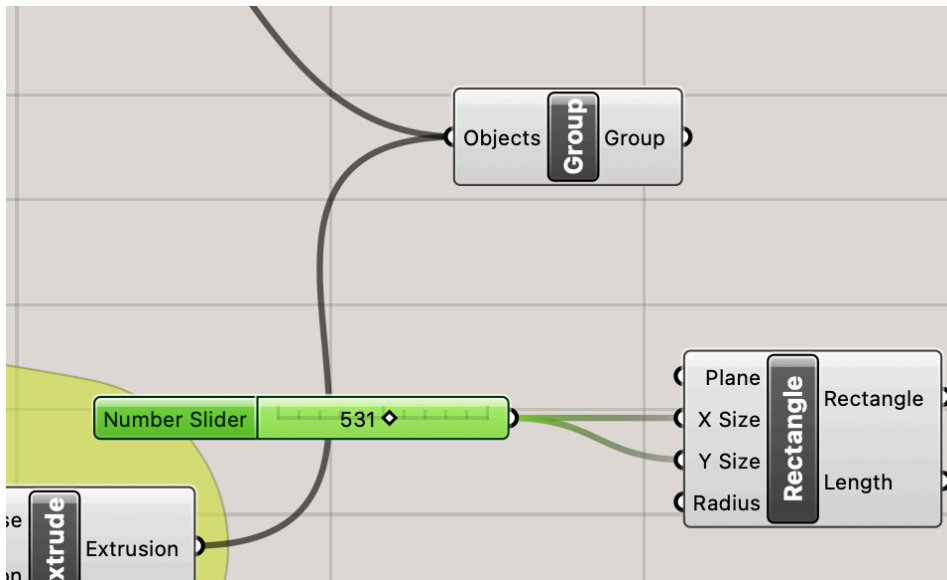 Objects
Group
Group
Number Slider
531
Plane
X Size
Y Size
Radius
Rectangle
Rectangle
Length
Extrusion